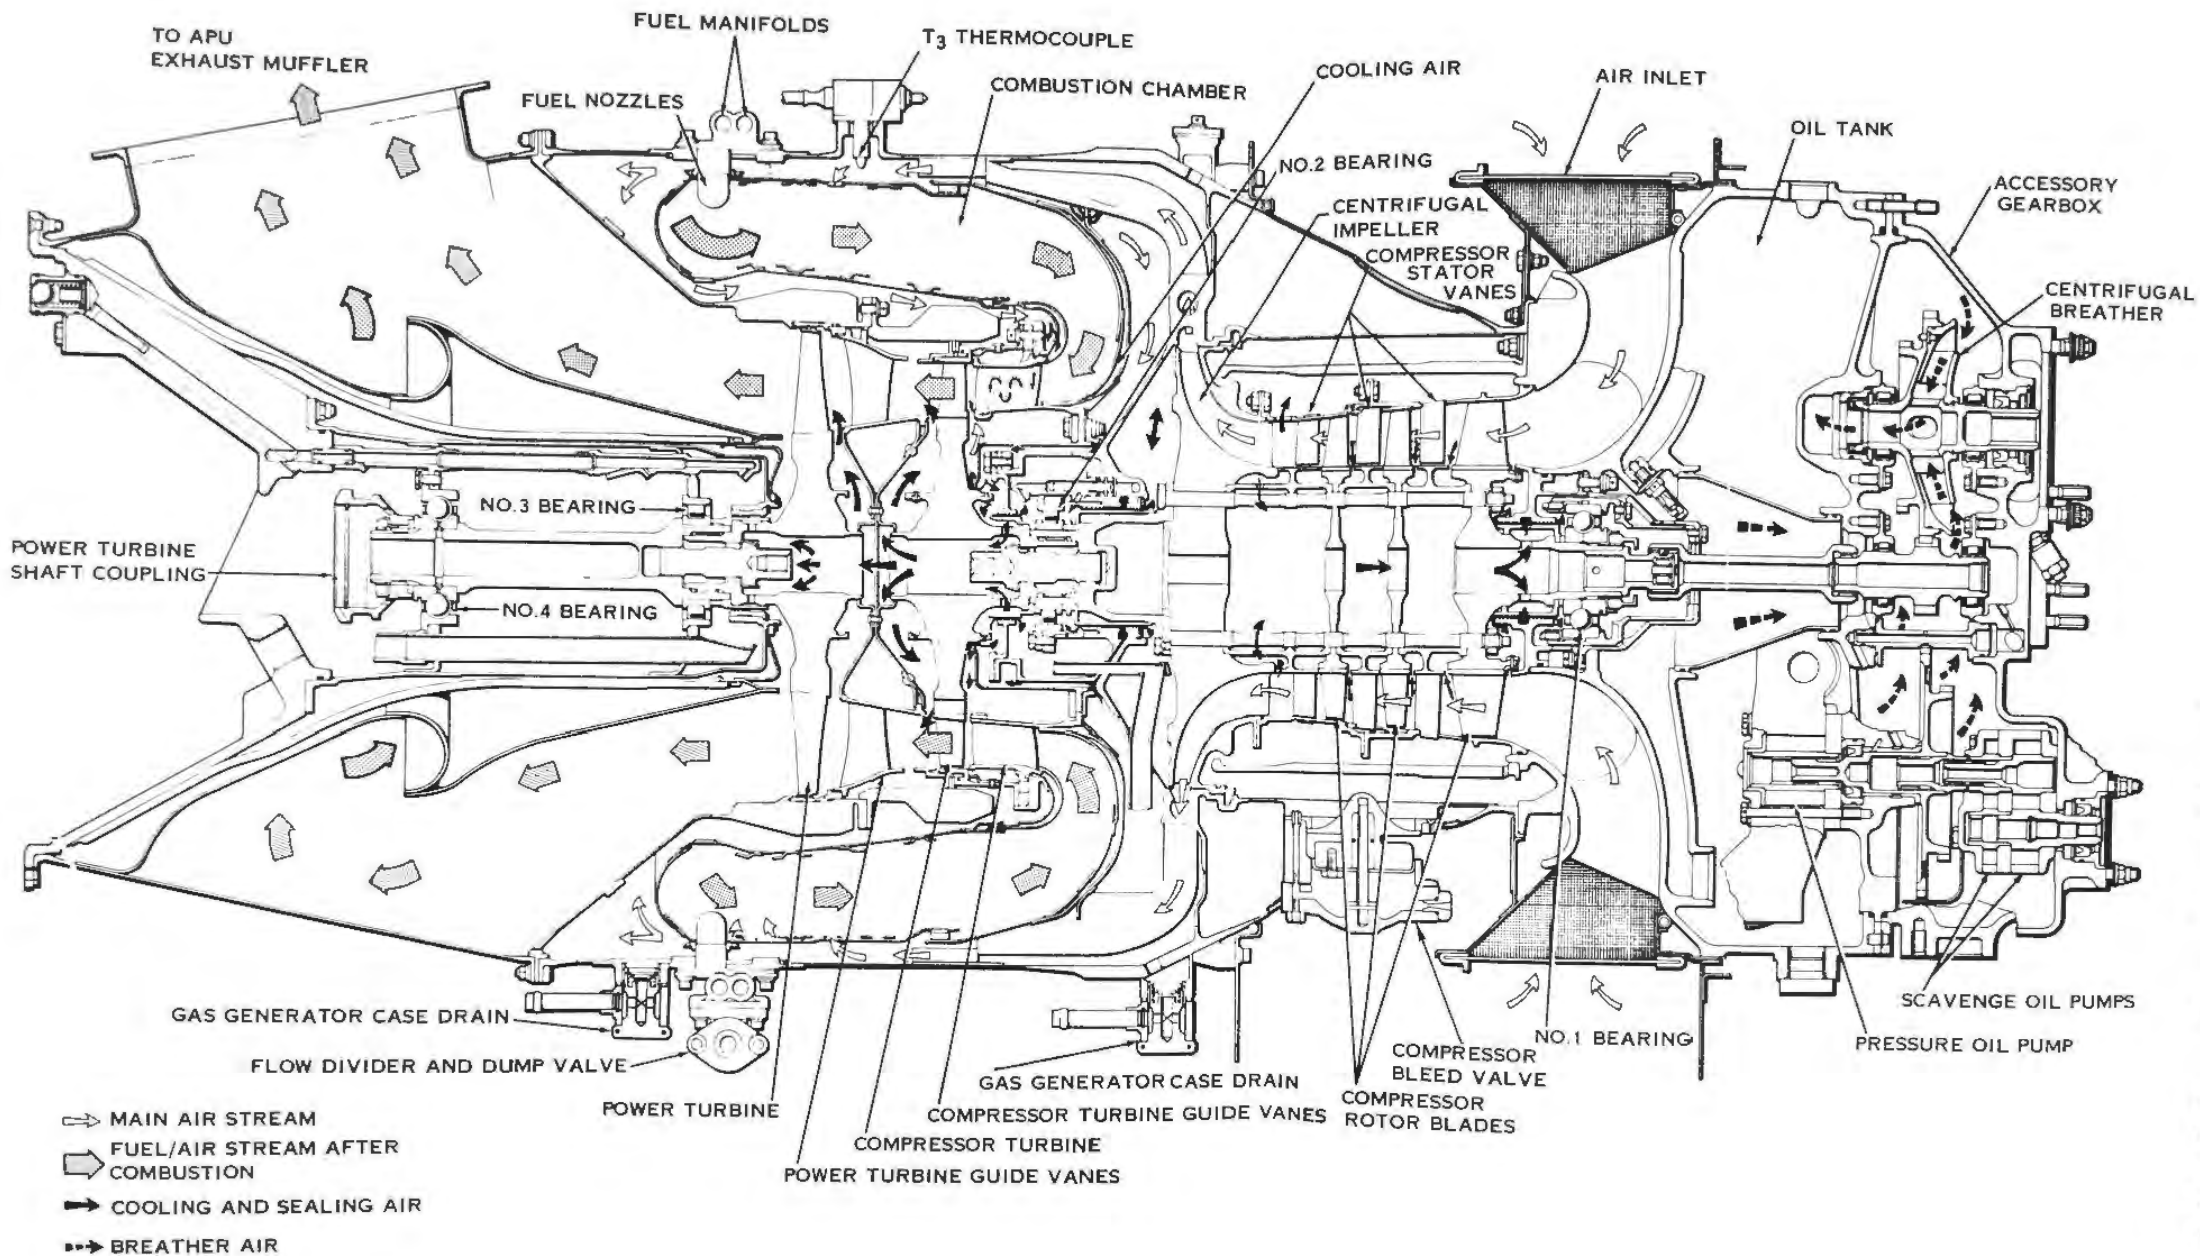 TO APU
EXHAUST MUFFLER
FUEL MANIFOLDS
T3 THERMOCOUPLE
FUEL NOZZLES
COMBUSTION CHAMBER
COOLING AIR
AIR INLET
OIL TANK
NO.2 BEARING
ACCESSORY
GEARBOX
CENTRIFUGAL
IMPELLER
COMPRESSOR
STATOR
VANES
CENTRIFUGAL
BREATHER
NO.3 BEARING
POWER TURBINE
SHAFT COUPLING
NO.4 BEARING
GAS GENERATOR CASE DRAIN
FLOW DIVIDER AND DUMP VALVE
POWER TURBINE
GAS GENERATOR CASE DRAIN
COMPRESSOR TURBINE GUIDE VANES
COMPRESSOR TURBINE
POWER TURBINE GUIDE VANES
COMPRESSOR
BLEED VALVE
COMPRESSOR
ROTOR BLADES
NO.1 BEARING
SCAVENGE OIL PUMPS
PRESSURE OIL PUMP
MAIN AIR STREAM
FUEL/AIR STREAM AFTER
COMBUSTION
COOLING AND SEALING AIR
BREATHER AIR